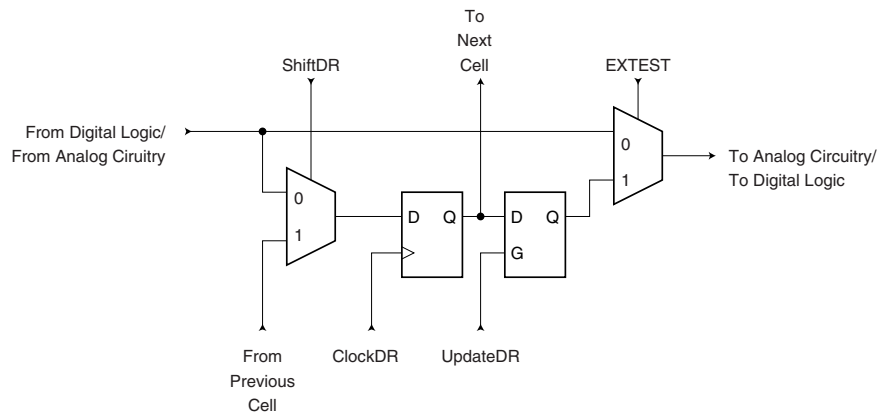 To
Next
Cell
ShiftDR
EXTEST
From Digital Logic/
From Analog Ciruitry
0
1
To Analog Circuitry/
To Digital Logic
0
1
D Q
D Q
G
From
Previous
Cell
ClockDR
UpdateDR